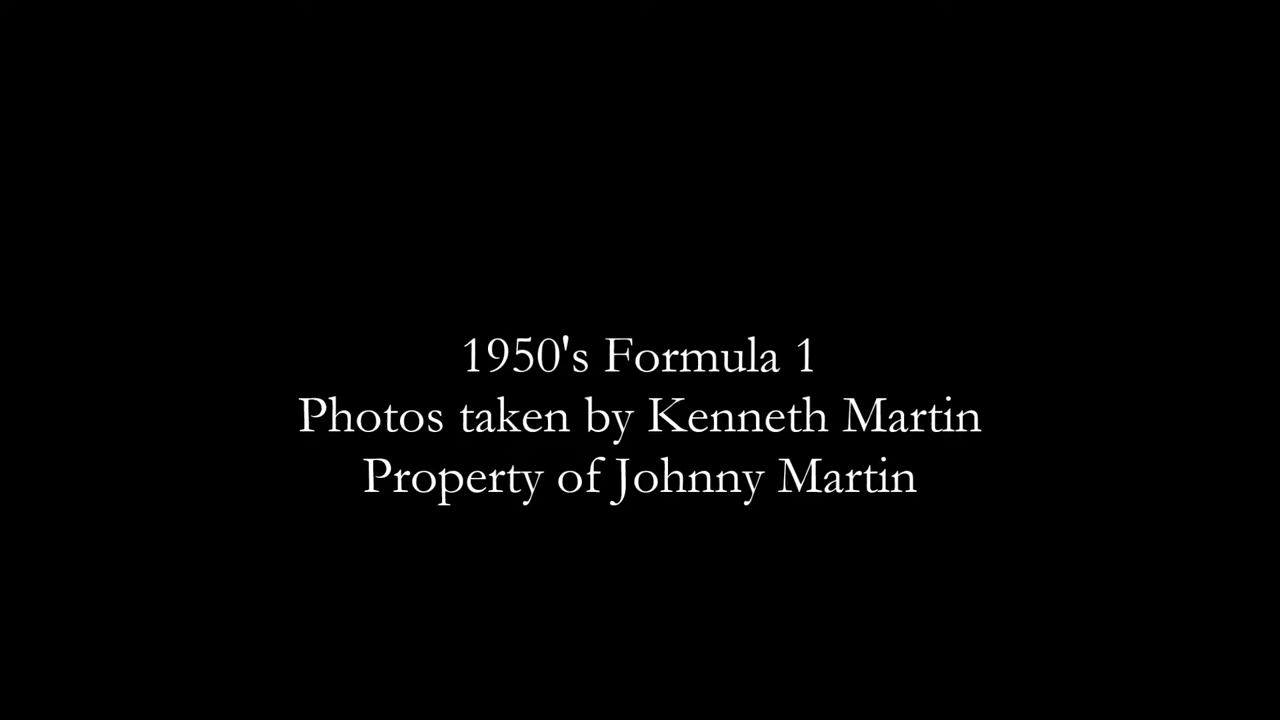 1950's Formula 1
Photos taken by Kenneth Martin
Property of Johnny Martin